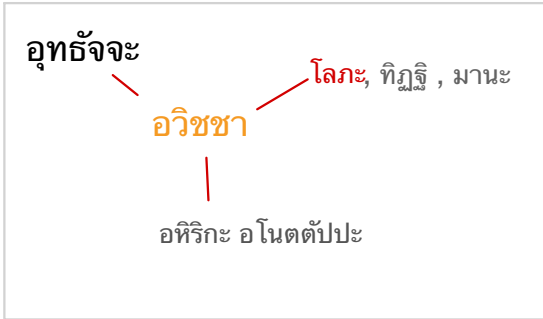 อุทธัจจะ
โลภะ, ทิฏฐิ , มานะ
อวิชชา
อหิริกะ อโนตตัปปะ